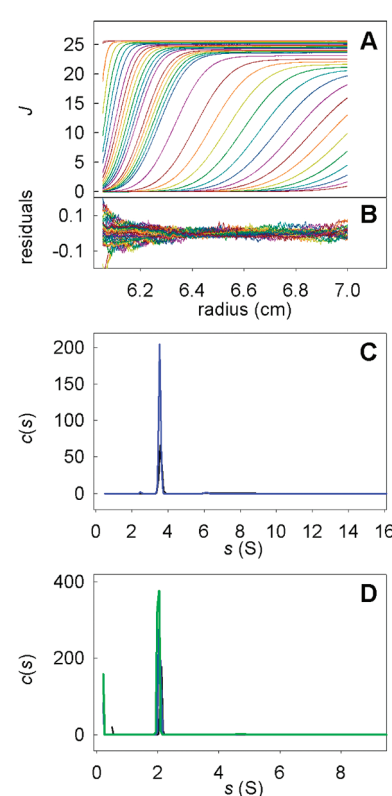 A
25
20
15
10
5
0
J
B
0.1
-0.1
residuals
6.2 6.4 6.6 6.8 7.0
radius (cm)
C
200
150
100
50
0
c(s)
0 2 4 6 8 10 12 14 16
s (S)
D
400
200
0
c(s)
0 2 4 6 8
s (S)